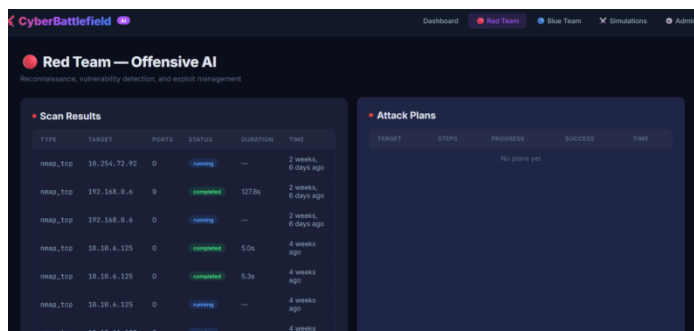 CyberBattlefield AI
Dashboard
Red Team
Blue Team
Simulations
Admin
Red Team — Offensive AI
Reconnaissance, vulnerability detection, and exploit management
Scan Results
TYPE TARGET PORTS STATUS DURATION TIME
nmap_tcp 10.254.72.92 0 running — 2 weeks,
6 days ago
nmap_tcp 192.168.0.6 9 completed 127.8s 2 weeks,
6 days ago
nmap_tcp 192.168.0.6 0 running — 2 weeks,
6 days ago
nmap_tcp 10.10.6.125 0 completed 5.0s 4 weeks
ago
nmap_tcp 10.10.6.125 0 completed 5.3s 4 weeks
ago
nmap_tcp 10.10.6.125 0 running — 4 weeks
ago
4 weeks
Attack Plans
TARGET STEPS PROGRESS SUCCESS TIME
No plans yet